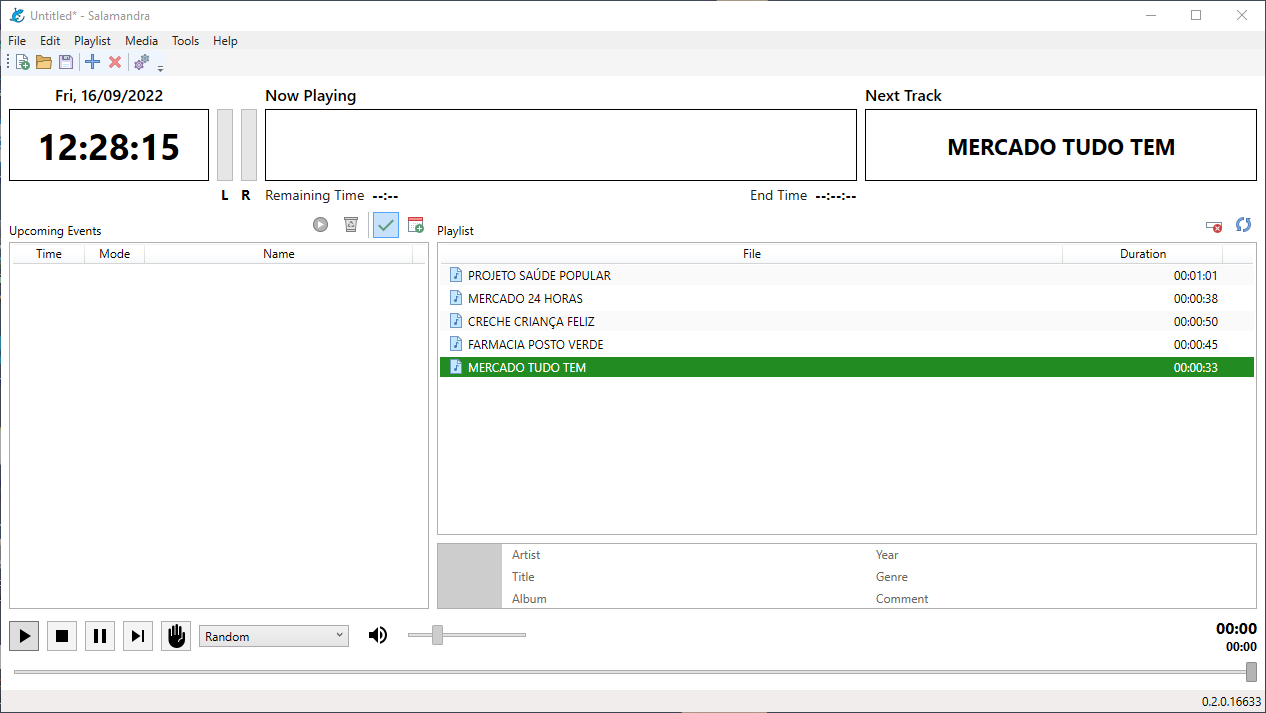 Untitled* - Salamandra
File Edit Playlist Media Tools Help
Fri, 16/09/2022
Now Playing
Next Track
12:28:15
MERCADO TUDO TEM
L R
Remaining Time --:--
End Time --:--:--
Upcoming Events
Playlist
Time Mode Name
File Duration
PROJETO SAÚDE POPULAR 00:01:01
MERCADO 24 HORAS 00:00:38
CRECHE CRIANÇA FELIZ 00:00:50
FARMACIA POSTO VERDE 00:00:45
MERCADO TUDO TEM 00:00:33
Artist Year
Title Genre
Album Comment
Random
00:00
00:00
0.2.0.16633